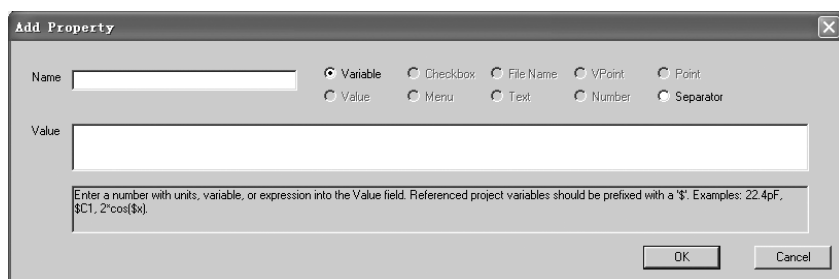 Add Property
Name Variable Checkbox File Name VPoint Point
Value Menu Text Number Separator
Value
Enter a number with units, variable, or expression into the Value field. Referenced project variables should be prefixed with a '$'. Examples: 22.4pF,
$C1, 2*cos($x).
OK Cancel